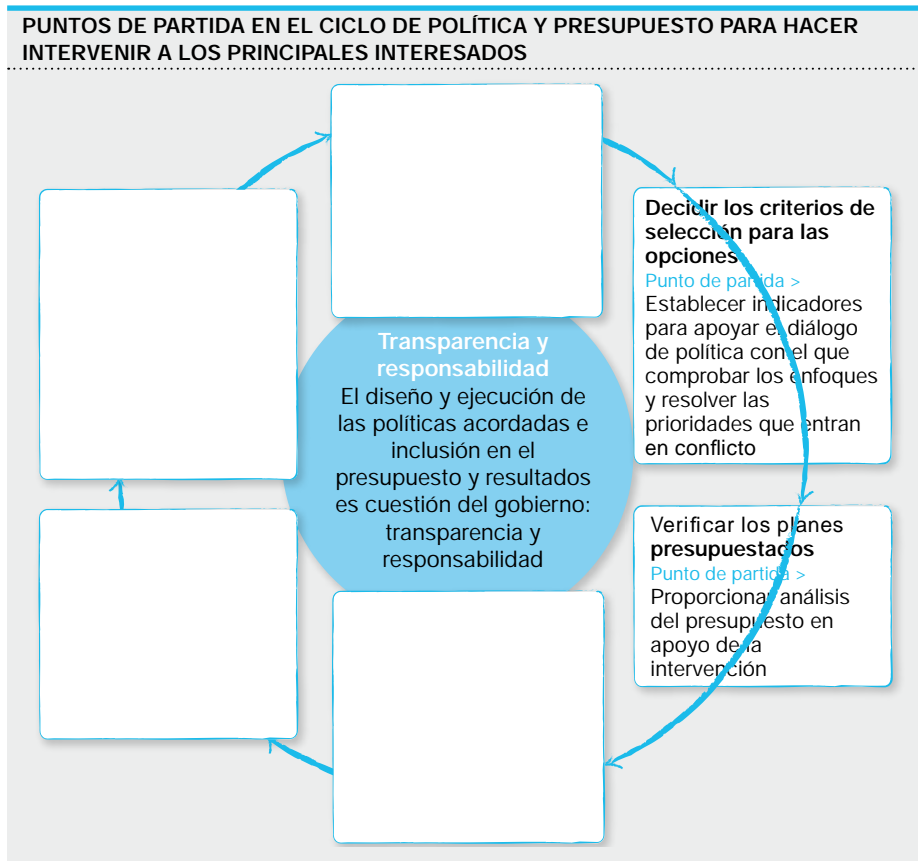 PUNTOS DE PARTIDA EN EL CICLO DE POLÍTICA Y PRESUPUESTO PARA HACER
INTERVENIR A LOS PRINCIPALES INTERESADOS
Decidir los criterios de
selección para las
opciones
Punto de partida >
Establecer indicadores
para apoyar el diálogo
de política con el que
comprobar los enfoques
y resolver las
prioridades que entran
en conflicto
Transparencia y
responsabilidad
El diseño y ejecución de
las políticas acordadas e
inclusión en el
presupuesto y resultados
es cuestión del gobierno:
transparencia y
responsabilidad
Verificar los planes
presupuestados
Punto de partida >
Proporcionar análisis
del presupuesto en
apoyo de la
intervención